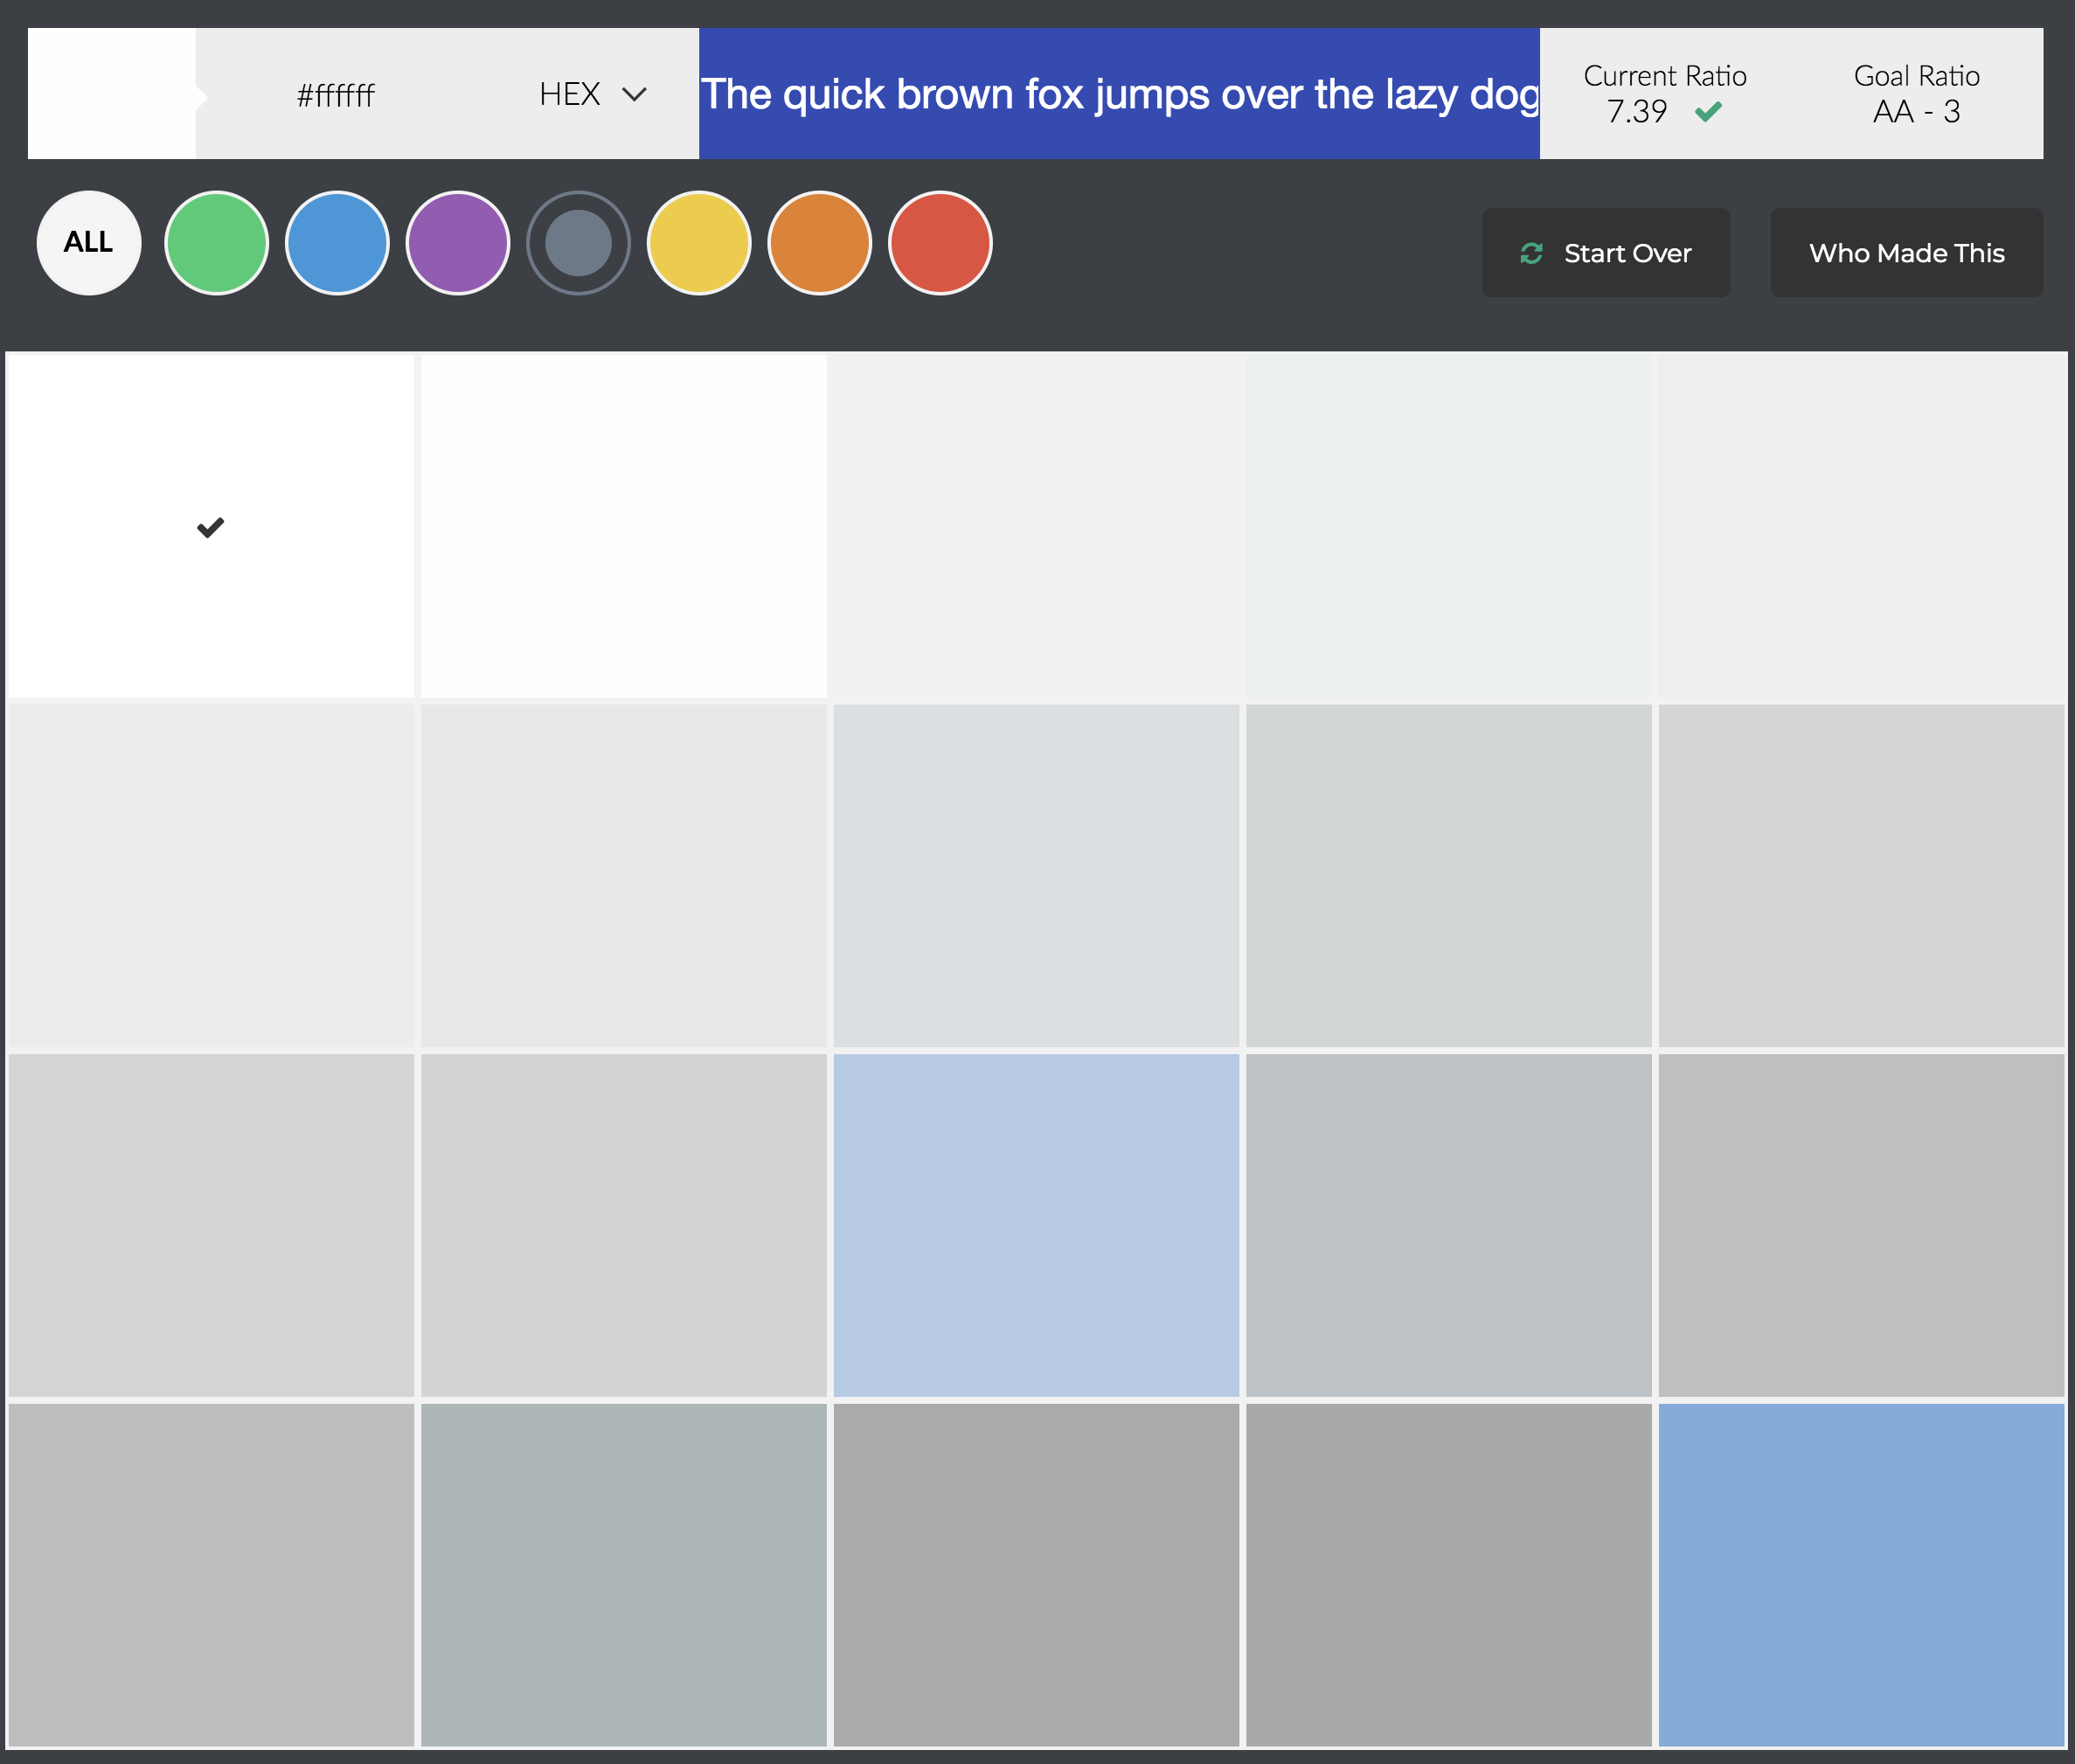 #ffffff
HEX
The quick brown fox jumps over the lazy dog
Current Ratio
7.39
Goal Ratio
AA - 3
ALL
Start Over
Who Made This